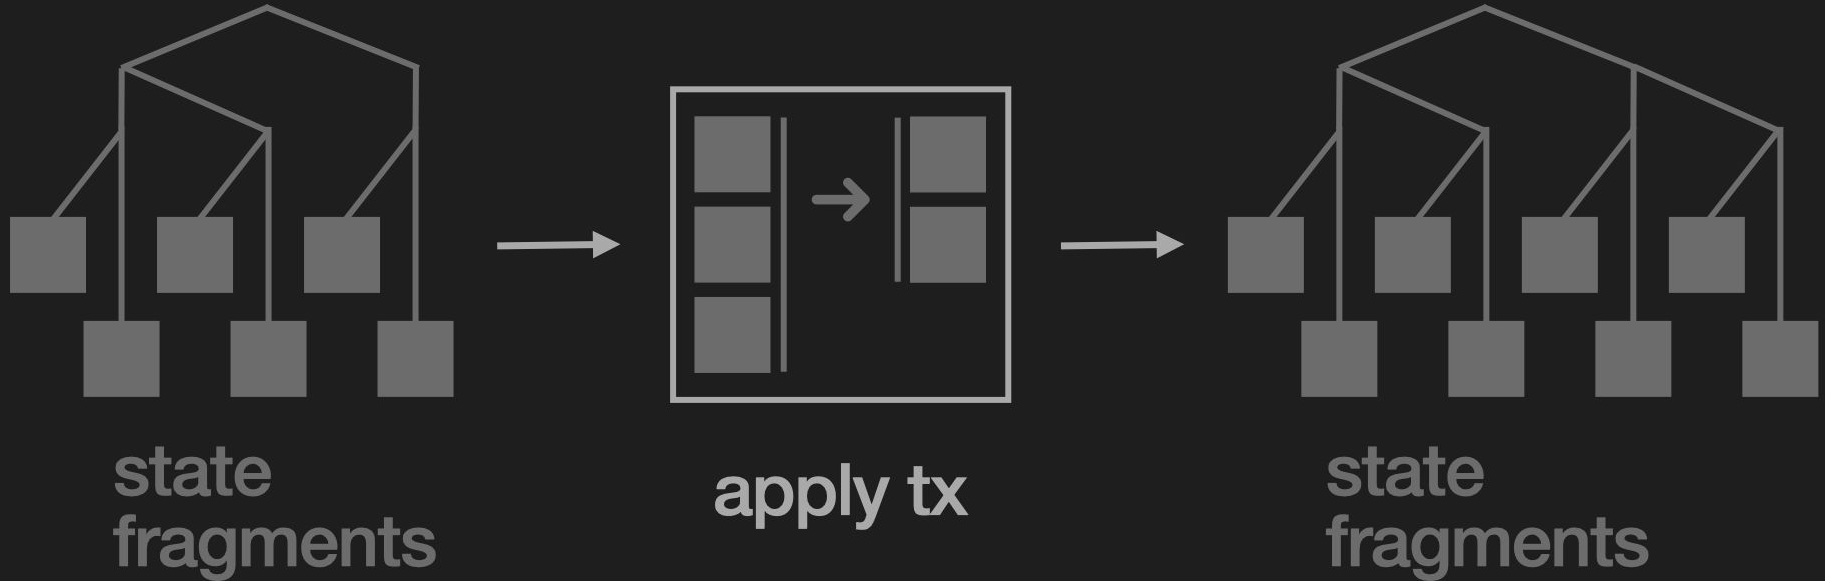 state
fragments
apply tx
state
fragments